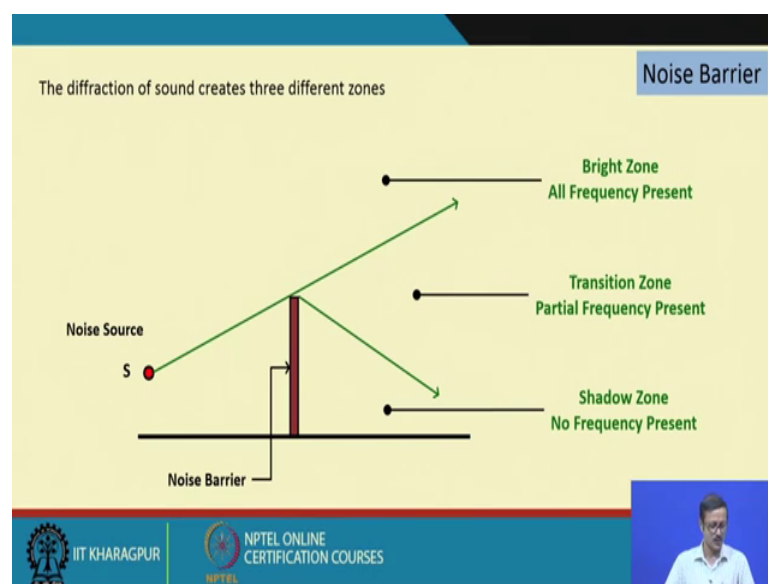 The diffraction of sound creates three different zones
Noise Barrier
Bright Zone
All Frequency Present
Transition Zone
Partial Frequency Present
Noise Source
S
Shadow Zone
No Frequency Present
Noise Barrier
IIT KHARAGPUR
NPTEL
NPTEL ONLINE
CERTIFICATION COURSES